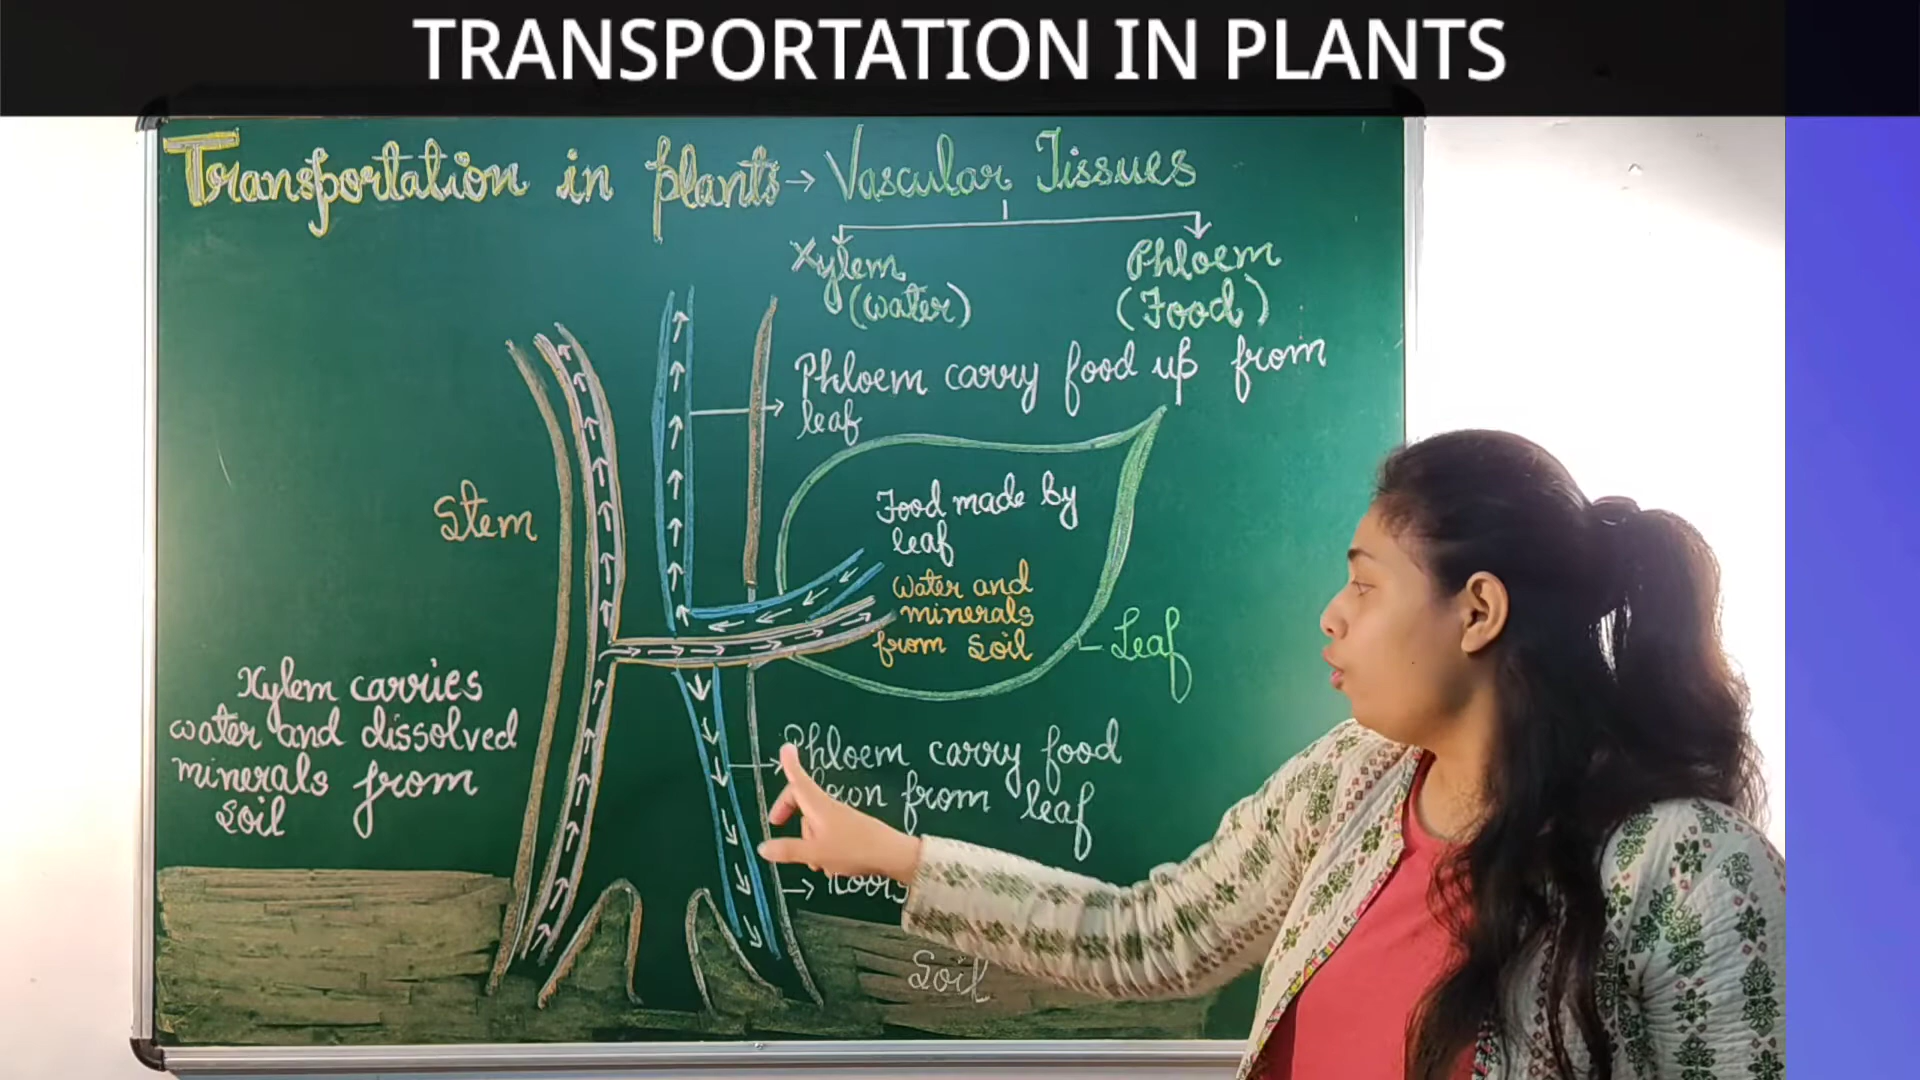 TRANSPORTATION IN PLANTS
Transportation in plants → Vascular Tissues
Xylem
(water)
Phloem
(Food)
Phloem carry food up from
leaf
Stem
Food made by
leaf
Water and
minerals
from Soil
Leaf
Xylem carries
water and dissolved
minerals from
Soil
Phloem carry food
from leaf
Soil